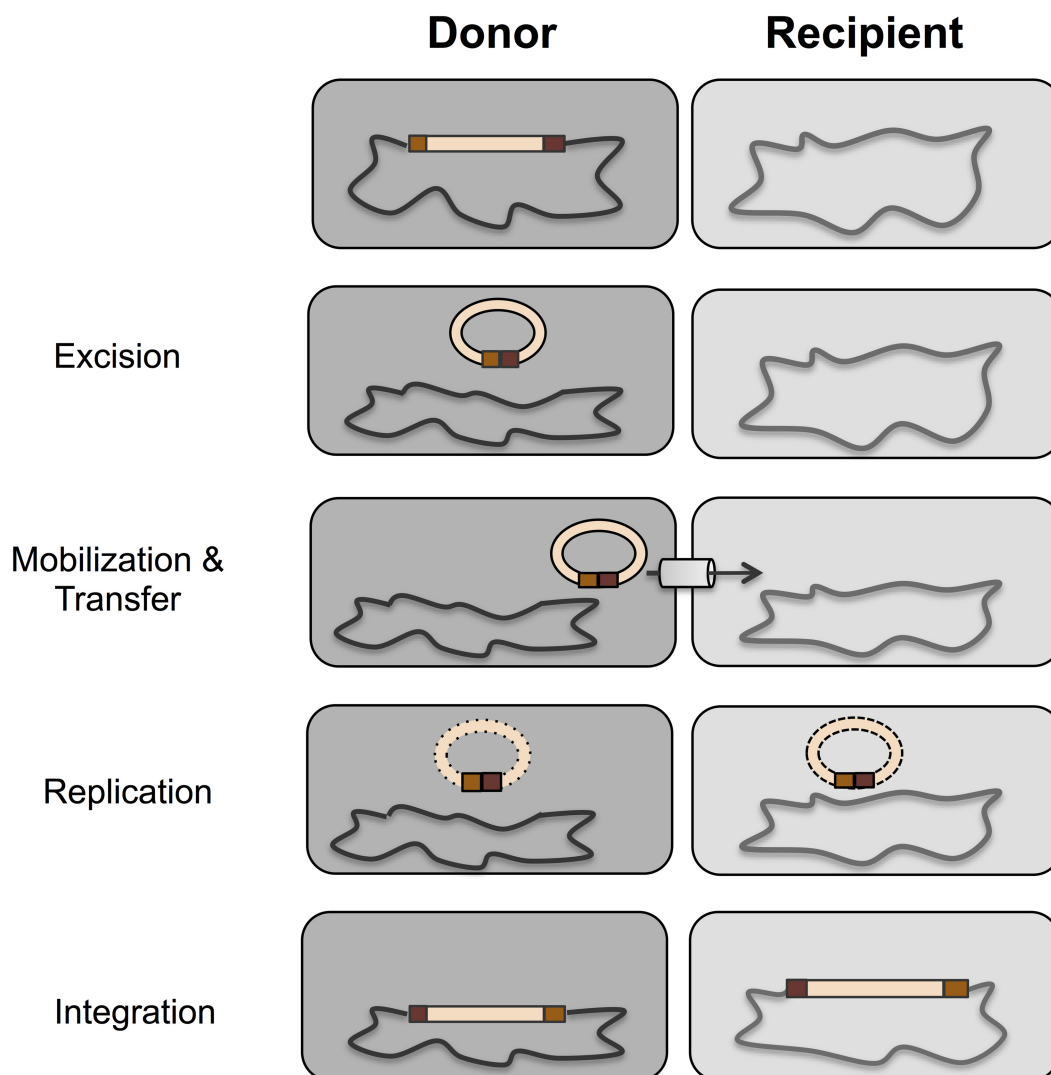 Donor
Recipient
Excision
Mobilization &
Transfer
Replication
Integration